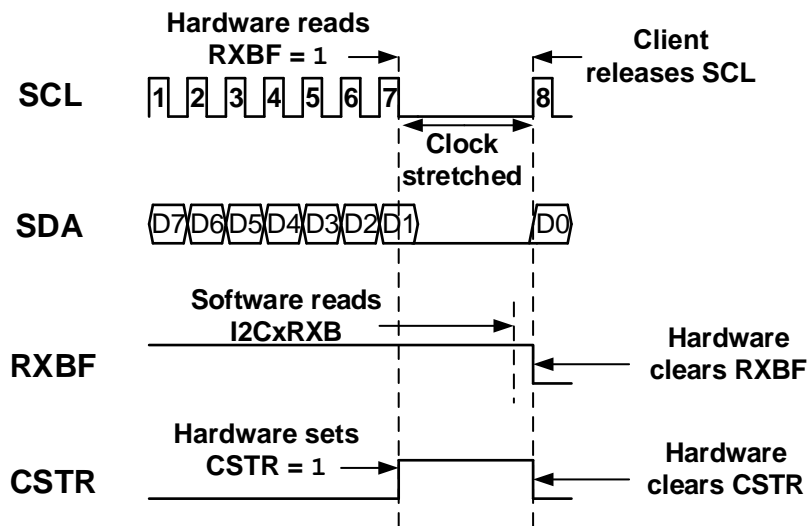 Hardware reads
RXBF = 1
Client
releases SCL
SCL
1 2 3 4 5 6 7 8
Clock
stretched
SDA
D7 D6 D5 D4 D3 D2 D1 D0
Software reads
I2CxRXB
RXBF
Hardware
clears RXBF
Hardware sets
CSTR = 1
CSTR
Hardware
clears CSTR